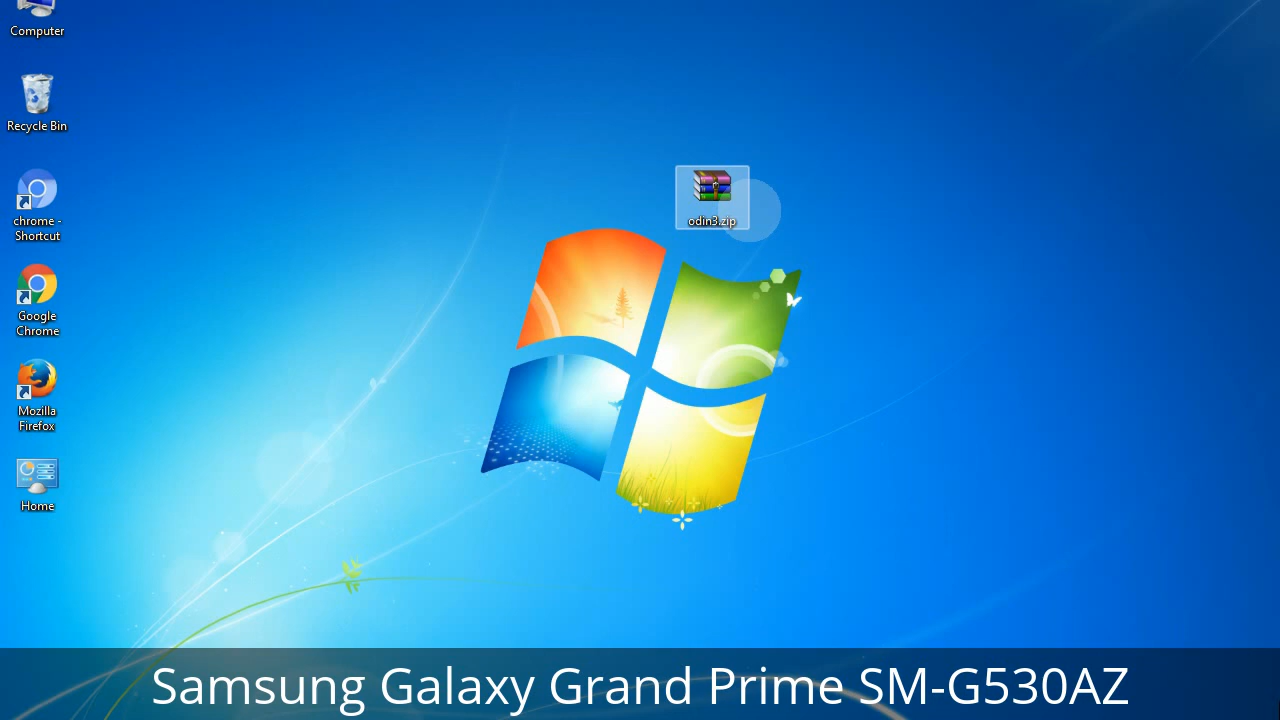 Computer
Recycle Bin
chrome -
Shortcut
Google
Chrome
Mozilla
Firefox
Home
odin3.zip
Samsung Galaxy Grand Prime SM-G530AZ